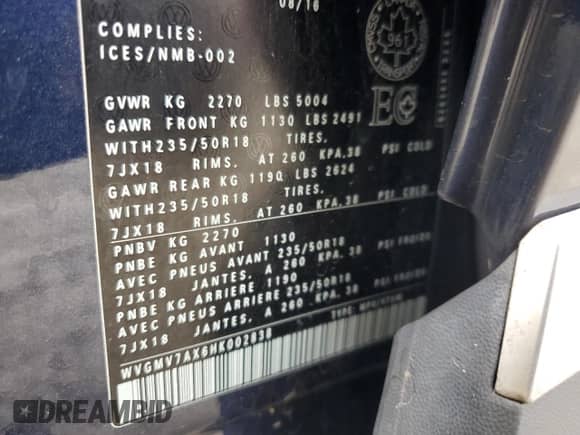 08/16
COMPLIES:
ICES/NMB-002
GVWR KG 2270 LBS 5004
GAWR FRONT KG 1130 LBS 2491
WITH235/50R18 TIRES.
7JX18 RIMS. AT 260 KPA.38 PSI COLD
GAWR REAR KG 1190 LBS 2624
WITH235/50R18 TIRES.
7JX18 RIMS. AT 260 KPA.38 PSI COLD
PNBV KG 2270
PNBE KG AVANT 1130
AVEC PNEUS AVANT 235/50R18
7JX18 JANTES. A 260 KPA.38 PSI FROIDS
PNBE KG ARRIERE 1190
AVEC PNEUS ARRIERE 235/50R18
7JX18 JANTES. A 260 KPA.38
TYPE:
WVGMV7AX6HK002838
961
DREAMBID